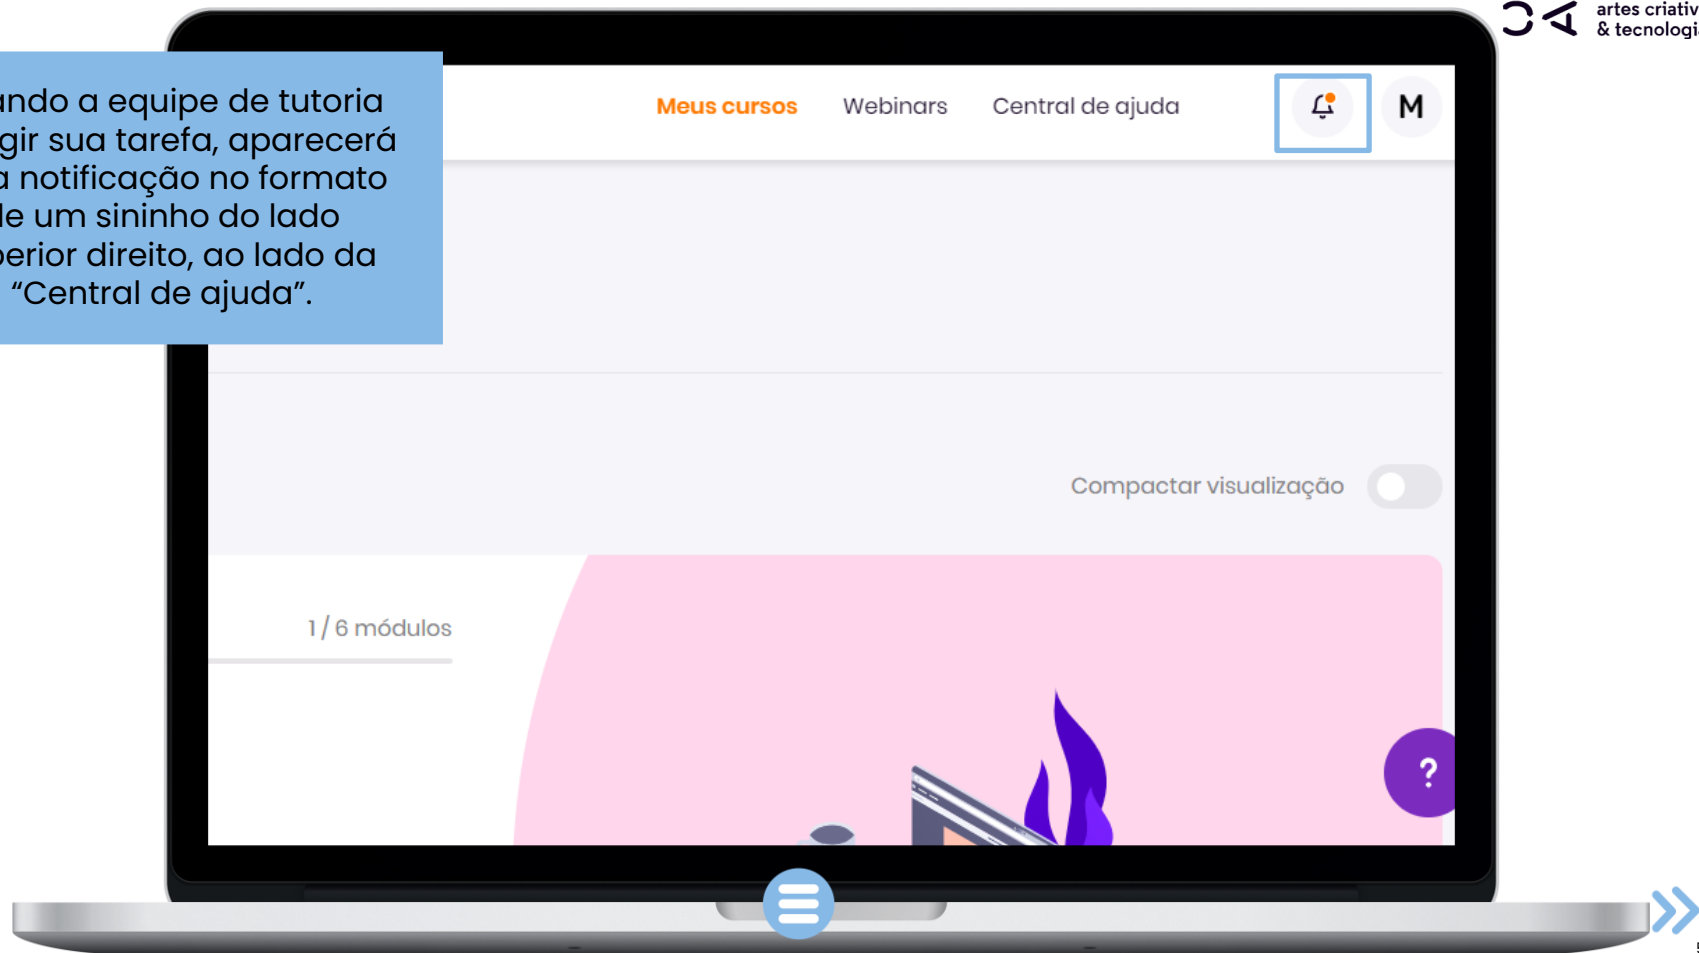 artes criativ
& tecnologi
ando a equipe de tutoria
gir sua tarefa, aparecerá
a notificação no formato
de um sininho do lado
perior direito, ao lado da
“Central de ajuda”.
Meus cursos Webinars Central de ajuda M
Compactar visualização
1 / 6 módulos
?